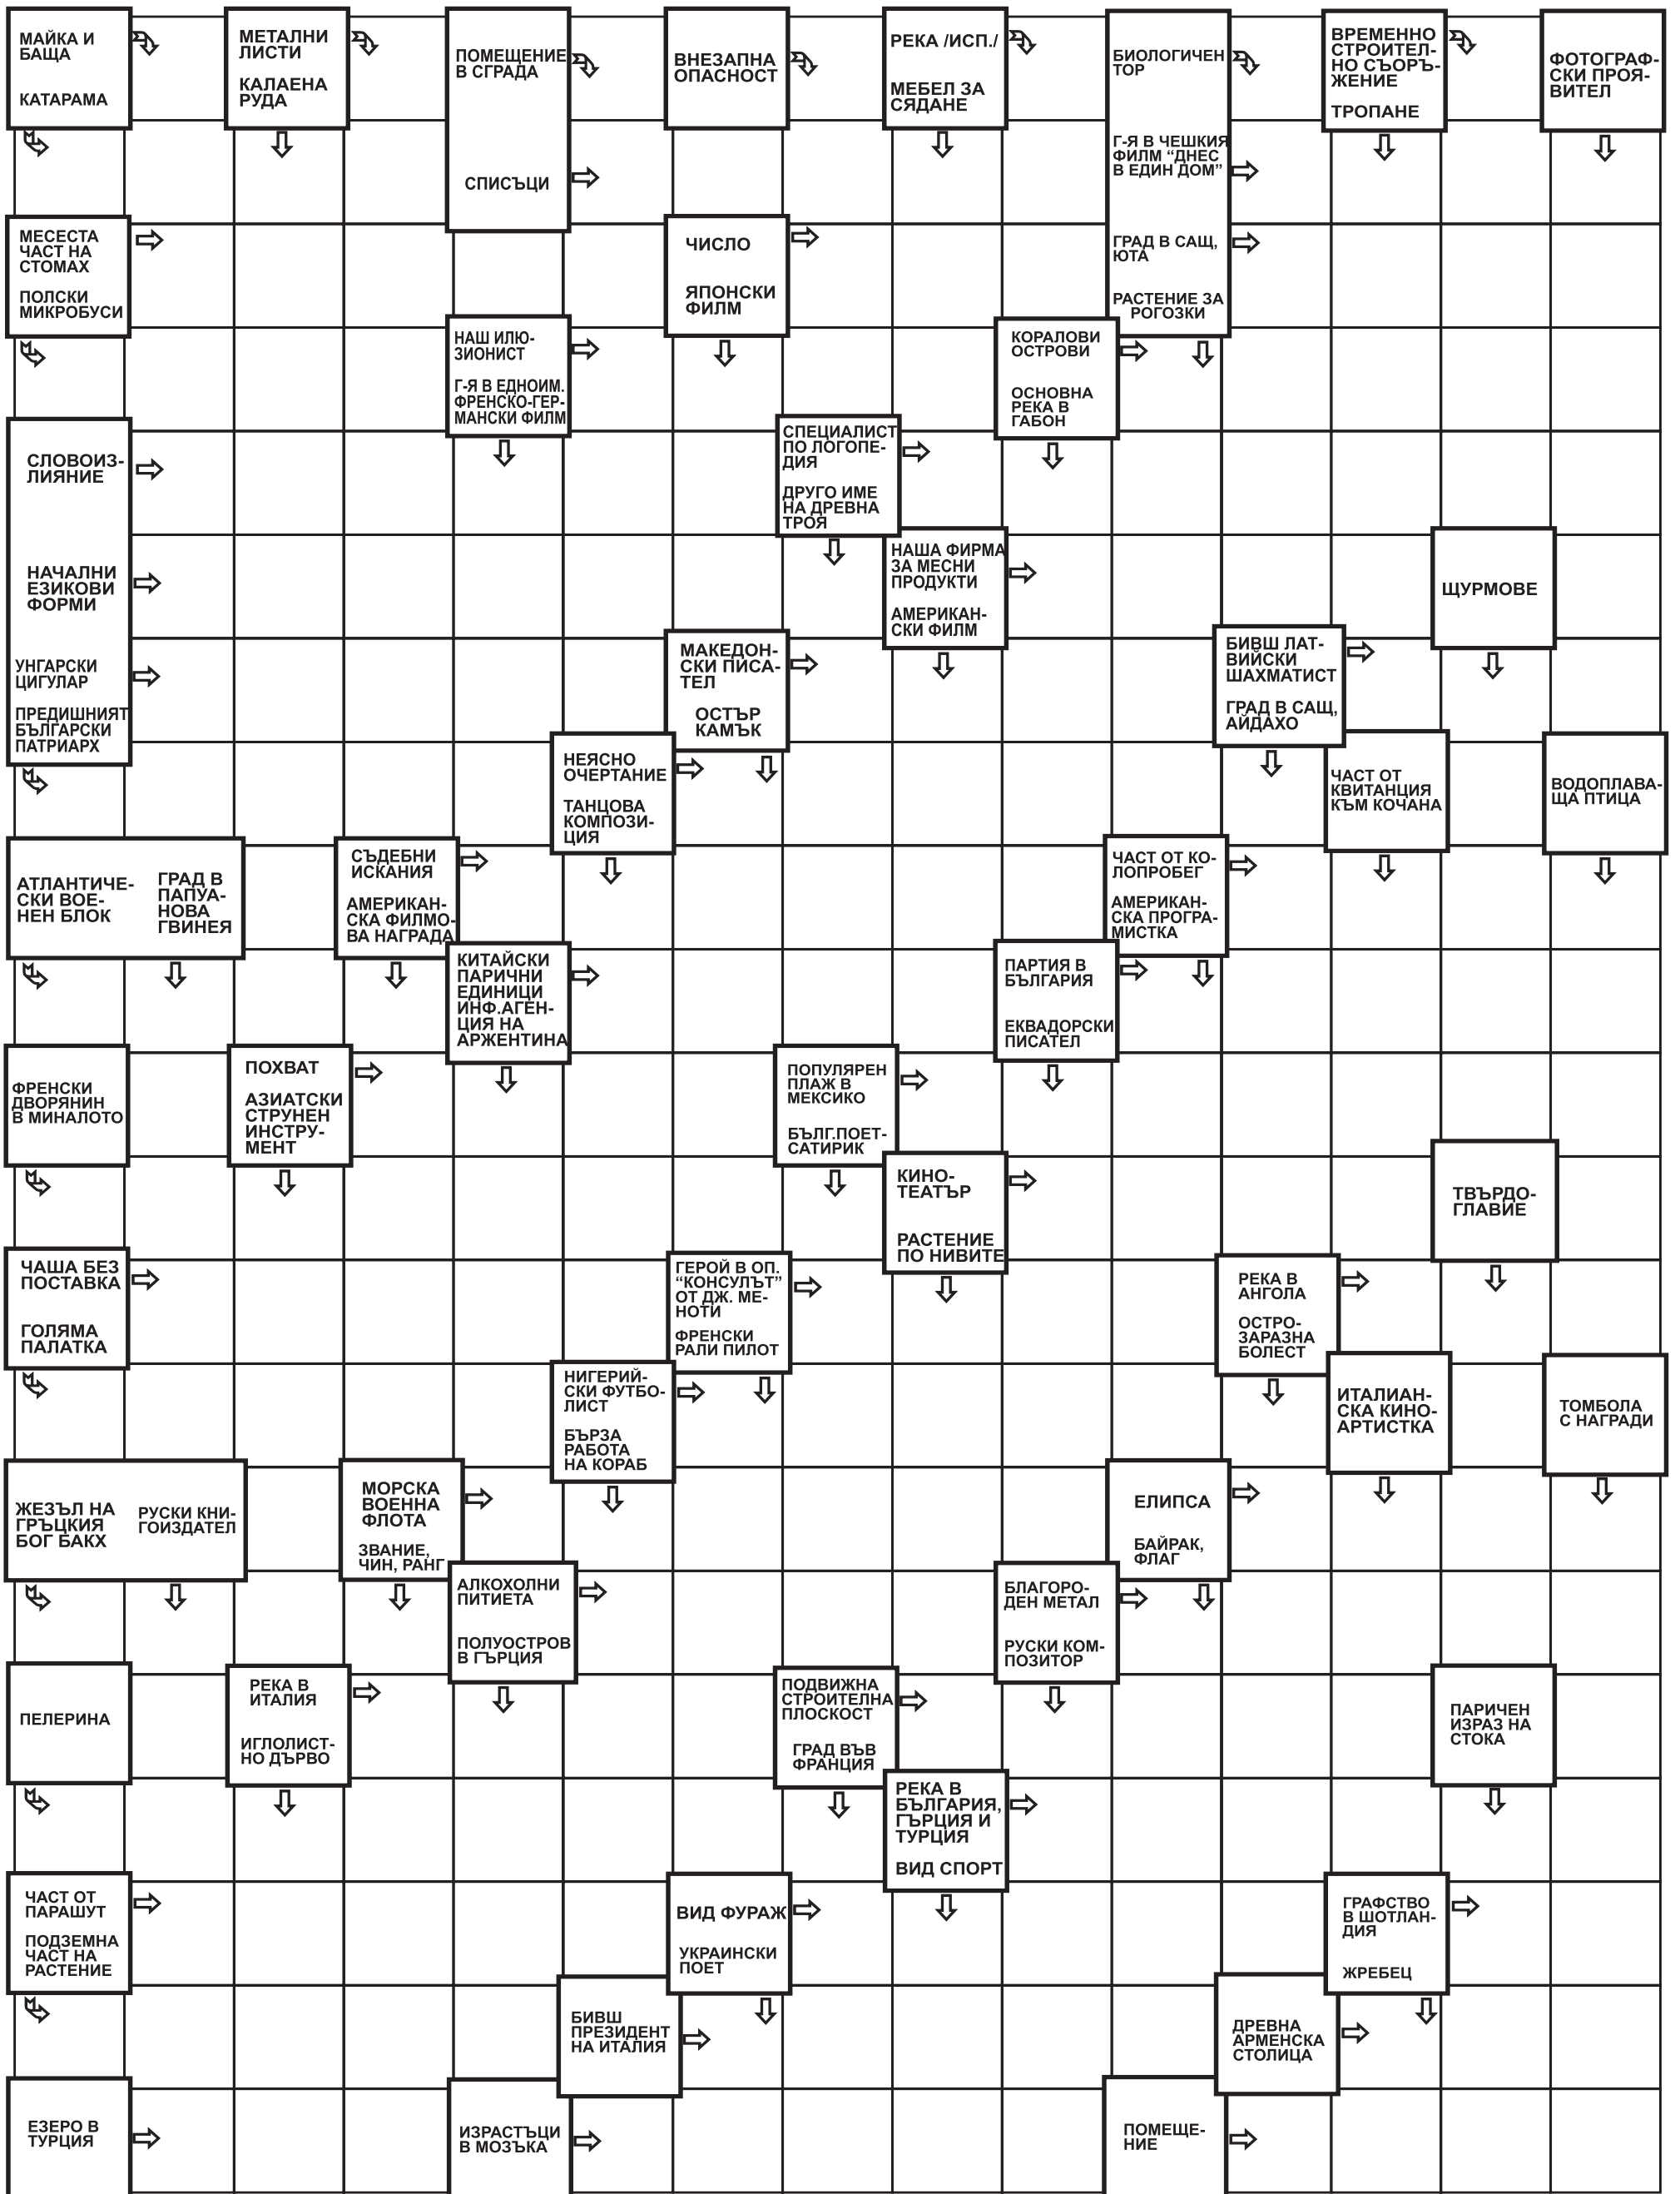 МАЙКА И
БАЩА
КАТАРАМА
МЕТАЛНИ
ЛИСТИ
КАЛАЕНА
РУДА
ПОМЕЩЕНИЕ
В СГРАДА
СПИСЪЦИ
ВНЕЗАПНА
ОПАСНОСТ
РЕКА /ИСП./
МЕБЕЛ ЗА
СЯДАНЕ
БИОЛОГИЧЕН
ТОР
Г-Я В ЧЕШКИЯ
ФИЛМ “ДНЕС
В ЕДИН ДОМ”
ГРАД В САЩ,
ЮТА
РАСТЕНИЕ ЗА
РОГОЗКИ
ВРЕМЕННО
СТРОИТЕЛ-
НО СЪОРЪ-
ЖЕНИЕ
ТРОПАНЕ
ФОТОГРАФ-
СКИ ПРОЯ-
ВИТЕЛ
МЕСЕСТА
ЧАСТ НА
СТОМАХ
ПОЛСКИ
МИКРОБУСИ
ЧИСЛО
ЯПОНСКИ
ФИЛМ
НАШ ИЛЮ-
ЗИОНИСТ
Г-Я В ЕДНОИМ.
ФРЕНСКО-ГЕР-
МАНСКИ ФИЛМ
КОРАЛОВИ
ОСТРОВИ
ОСНОВНА
РЕКА В
ГАБОН
СЛОВОИЗ-
ЛИЯНИЕ
НАЧАЛНИ
ЕЗИКОВИ
ФОРМИ
УНГАРСКИ
ЦИГУЛАР
ПРЕДИШНИЯТ
БЪЛГАРСКИ
ПАТРИАРХ
СПЕЦИАЛИСТ
ПО ЛОГОПЕ-
ДИЯ
ДРУГО ИМЕ
НА ДРЕВНА
ТРОЯ
НАША ФИРМА
ЗА МЕСНИ
ПРОДУКТИ
АМЕРИКАН-
СКИ ФИЛМ
ЩУРМОВЕ
МАКЕДОН-
СКИ ПИСА-
ТЕЛ
ОСТЪР
КАМЪК
БИВШ ЛАТ-
ВИЙСКИ
ШАХМАТИСТ
ГРАД В САЩ,
АЙДАХО
НЕЯСНО
ОЧЕРТАНИЕ
ТАНЦОВА
КОМПОЗИ-
ЦИЯ
ЧАСТ ОТ
КВИТАНЦИЯ
КЪМ КОЧАНА
ВОДОПЛАВА-
ЩА ПТИЦА
АТЛАНТИЧЕ-
СКИ ВОЕ-
НЕН БЛОК
ГРАД В
ПАПУА-
НОВА
ГВИНЕЯ
СЪДЕБНИ
ИСКАНИЯ
АМЕРИКАН-
СКА ФИЛМО-
ВА НАГРАДА
ЧАСТ ОТ КО-
ЛОПРОБЕГ
АМЕРИКАН-
СКА ПРОГРА-
МИСТКА
КИТАЙСКИ
ПАРИЧНИ
ЕДИНИЦИ
ИНФ.АГЕН-
ЦИЯ НА
АРЖЕНТИНА
ПАРТИЯ В
БЪЛГАРИЯ
ЕКВАДОРСКИ
ПИСАТЕЛ
ФРЕНСКИ
ДВОРЯНИН
В МИНАЛОТО
ПОХВАТ
АЗИАТСКИ
СТРУНЕН
ИНСТРУ-
МЕНТ
ПОПУЛЯРЕН
ПЛАЖ В
МЕКСИКО
БЪЛГ.ПОЕТ-
САТИРИК
КИНО-
ТЕАТЪР
РАСТЕНИЕ
ПО НИВИТЕ
ТВЪРДО-
ГЛАВИЕ
ЧАША БЕЗ
ПОСТАВКА
ГОЛЯМА
ПАЛАТКА
ГЕРОЙ В ОП.
“КОНСУЛЪТ”
ОТ ДЖ. МЕ-
НОТИ
ФРЕНСКИ
РАЛИ ПИЛОТ
РЕКА В
АНГОЛА
ОСТРО-
ЗАРАЗНА
БОЛЕСТ
НИГЕРИЙ-
СКИ ФУТБО-
ЛИСТ
БЪРЗА
РАБОТА
НА КОРАБ
ИТАЛИАН-
СКА КИНО-
АРТИСТКА
ТОМБОЛА
С НАГРАДИ
ЖЕЗЪЛ НА
ГРЪЦКИЯ
БОГ БАКХ
РУСКИ КНИ-
ГОИЗДАТЕЛ
МОРСКА
ВОЕННА
ФЛОТА
ЗВАНИЕ,
ЧИН, РАНГ
ЕЛИПСА
БАЙРАК,
ФЛАГ
АЛКОХОЛНИ
ПИТИЕТА
ПОЛУОСТРОВ
В ГЪРЦИЯ
БЛАГОРО-
ДЕН МЕТАЛ
РУСКИ КОМ-
ПОЗИТОР
ПЕЛЕРИНА
РЕКА В
ИТАЛИЯ
ИГЛОЛИСТ-
НО ДЪРВО
ПОДВИЖНА
СТРОИТЕЛНА
ПЛОСКОСТ
ГРАД ВЪВ
ФРАНЦИЯ
ПАРИЧЕН
ИЗРАЗ НА
СТОКА
РЕКА В
БЪЛГАРИЯ,
ГЪРЦИЯ И
ТУРЦИЯ
ВИД СПОРТ
ЧАСТ ОТ
ПАРАШУТ
ПОДЗЕМНА
ЧАСТ НА
РАСТЕНИЕ
ВИД ФУРАЖ
УКРАИНСКИ
ПОЕТ
ГРАФСТВО
В ШОТЛАН-
ДИЯ
ЖРЕБЕЦ
БИВШ
ПРЕЗИДЕНТ
НА ИТАЛИЯ
ДРЕВНА
АРМЕНСКА
СТОЛИЦА
ЕЗЕРО В
ТУРЦИЯ
ИЗРАСТЪЦИ
В МОЗЪКА
ПОМЕЩЕ-
НИЕ